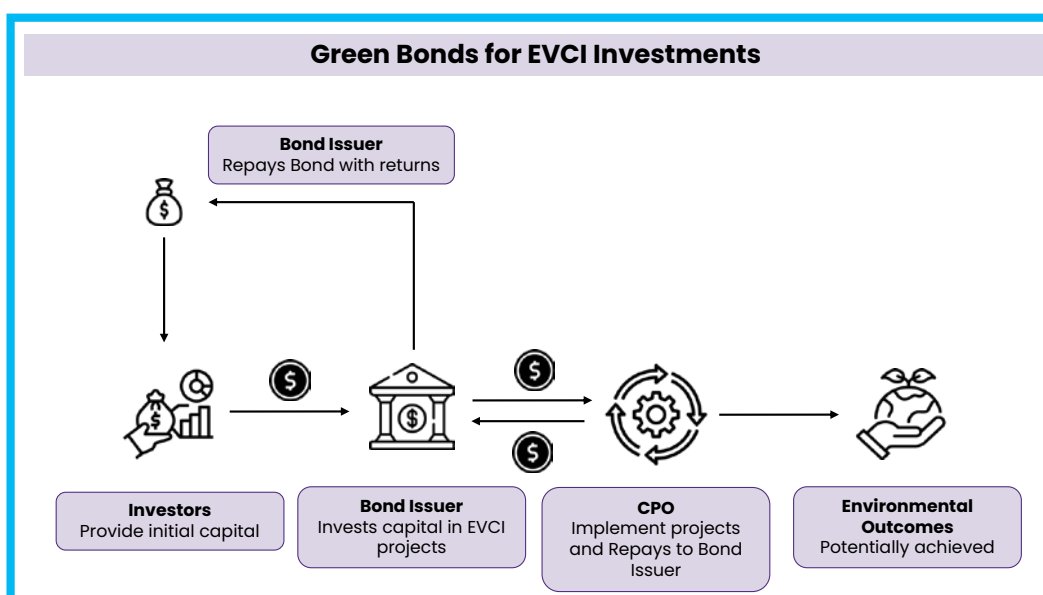 Green Bonds for EVCI Investments
Bond Issuer
Repays Bond with returns
$
$
$
$
$
$
Investors
Provide initial capital
Bond Issuer
Invests capital in EVCI
projects
CPO
Implement projects
and Repays to Bond
Issuer
Environmental
Outcomes
Potentially achieved